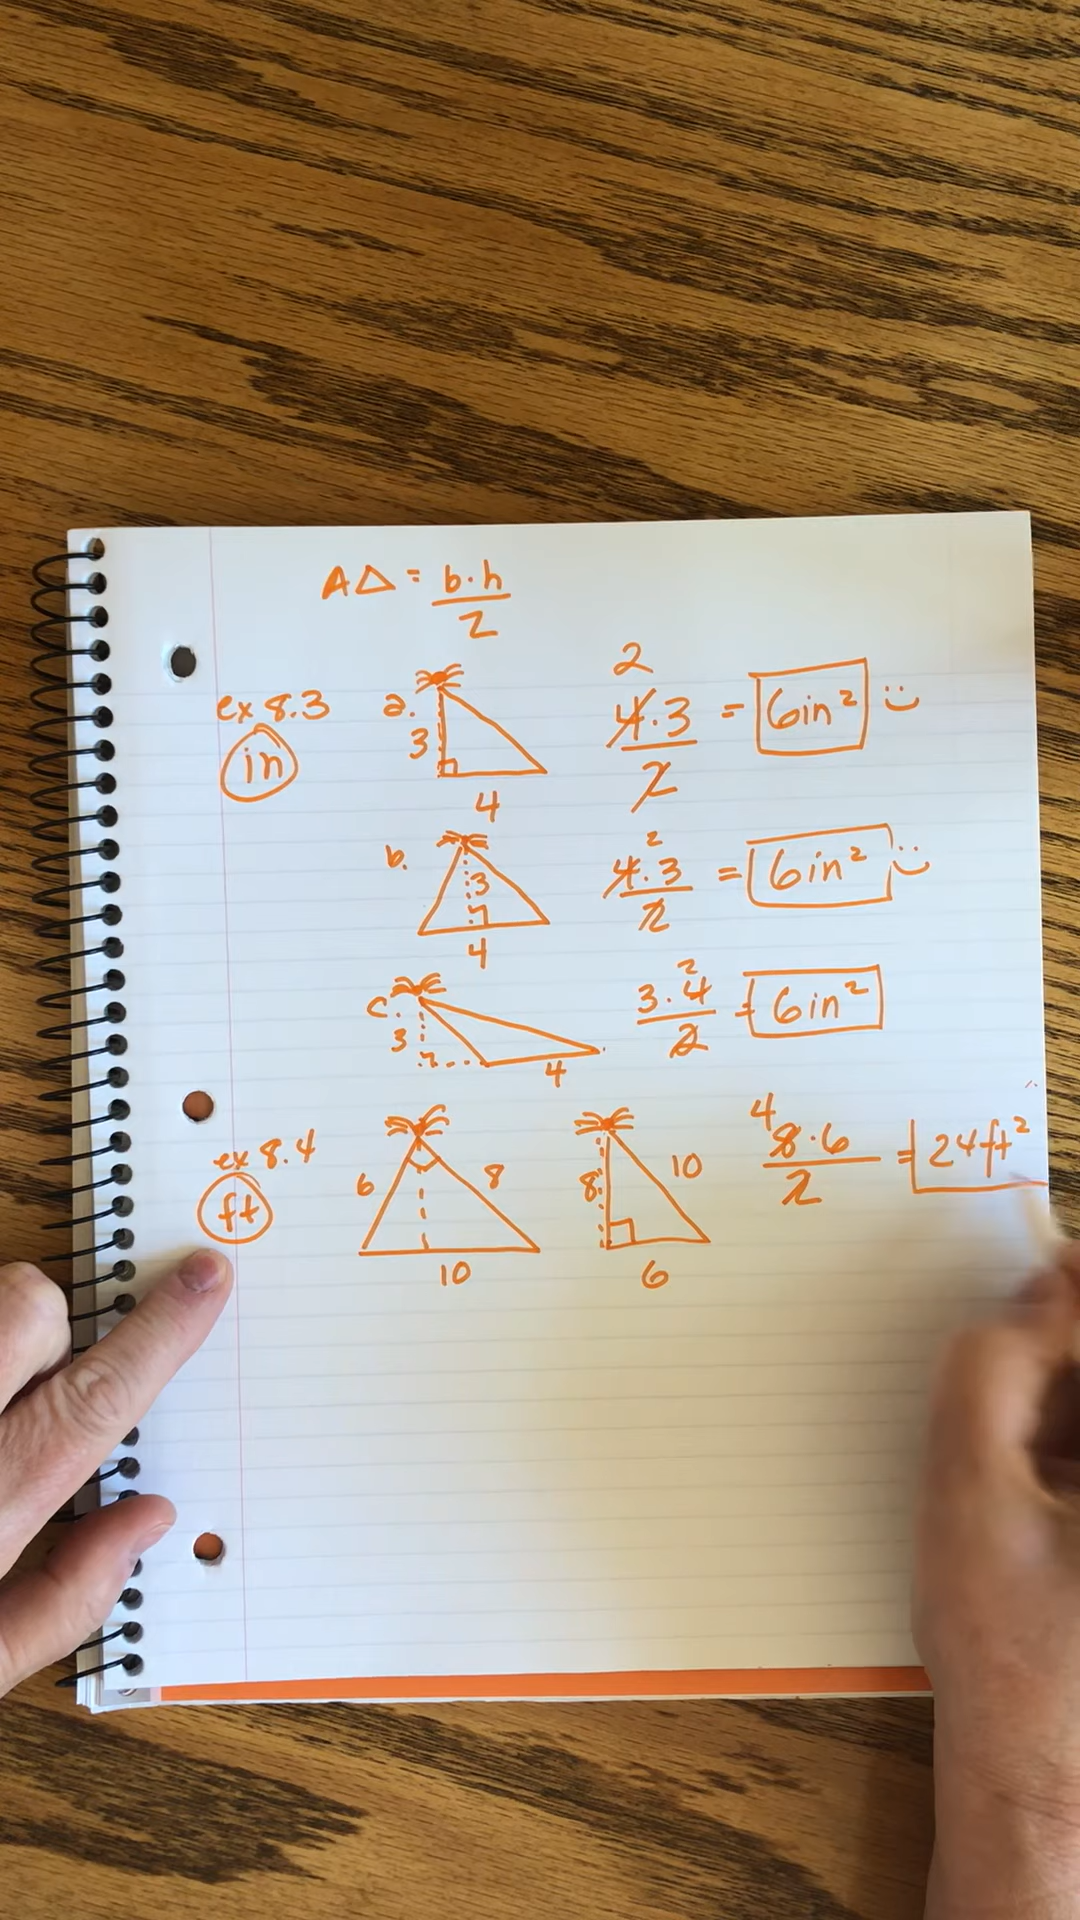 A△ = b·h/2
ex 8.3 a. 3 4 2 4·3/2 = 6in² :)
in
b. 3 4 2 4·3/2 = 6in² :)
c. 3 4 2 3·4/2 = 6in²
ex 8.4 6 8 10 8 10 6 4 8·6/2 = 24ft²
ft